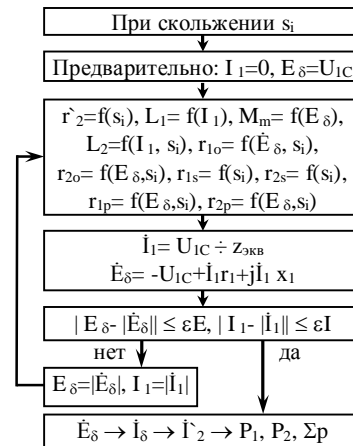 При скольжении sᵢ
Предварительно: I₁=0, E_δ=U₁C
r`₂=f(sᵢ), L₁= f(I₁), Mₘ= f(E_δ),
L₂=f(I₁, sᵢ), r₁ₒ= f(Ė_δ, sᵢ),
r₂ₒ= f(E_δ,sᵢ), r₁ₛ= f(sᵢ), r₂ₛ= f(sᵢ),
r₁ₚ= f(E_δ,sᵢ), r₂ₚ= f(E_δ,sᵢ)
İ₁= U₁C ÷ zэкв
Ė_δ= -U₁C+İ₁r₁+jİ₁ x₁
| E_δ- |Ė_δ|| ≤ εE, | I₁- |İ₁|| ≤ εI
нет да
E_δ=|Ė_δ|, I₁=|İ₁|
Ė_δ → İ_δ → İ`₂ → P₁, P₂, Σp